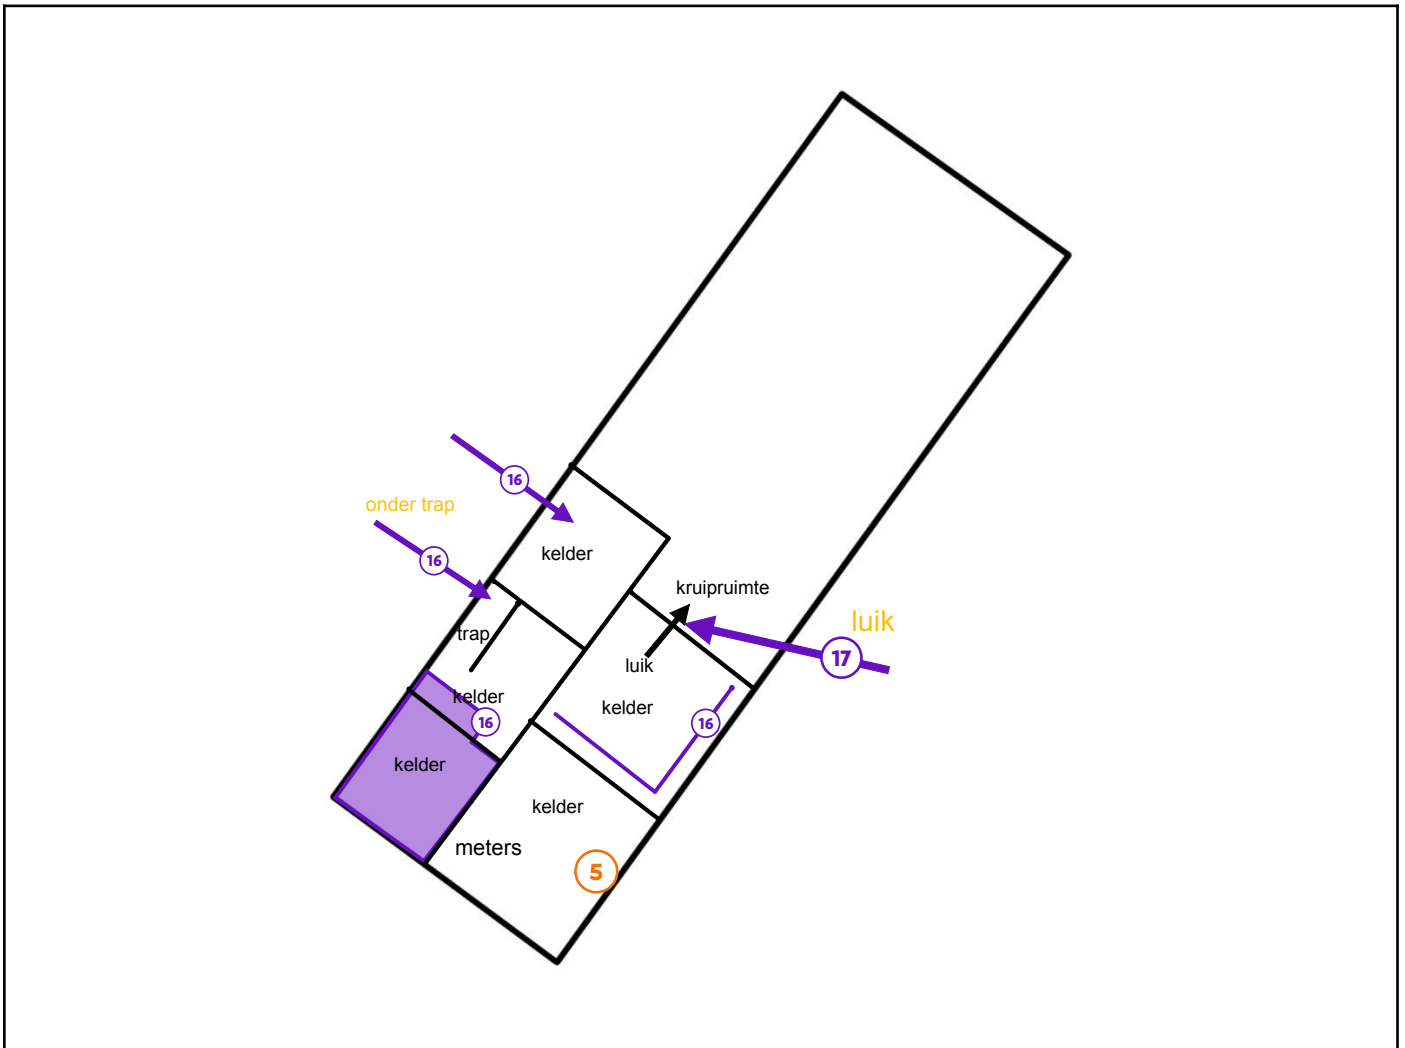 16
onder trap
kelder
16
kruipruimte
luik
trap
17
luik
kelder
kelder
16
16
kelder
kelder
meters
5